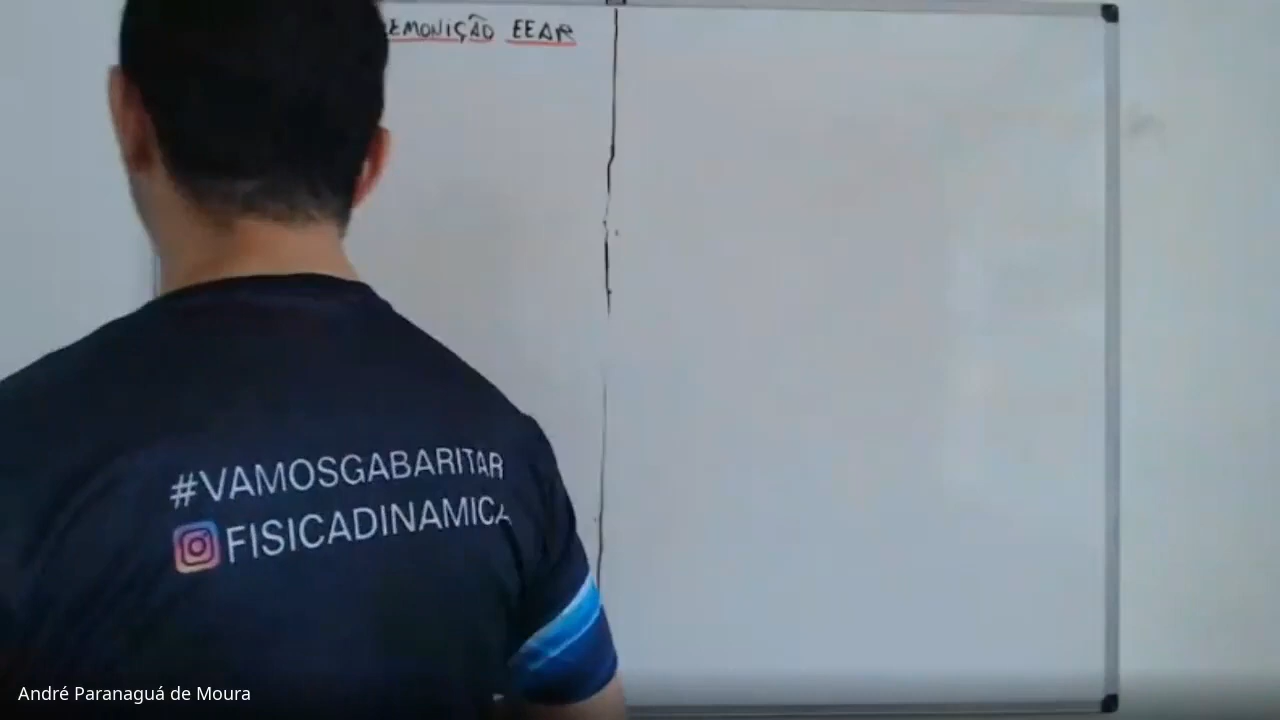 EMONIÇÃO EEAR
#VAMOSGABARITAR
FISICADINAMICA
André Paranaguá de Moura